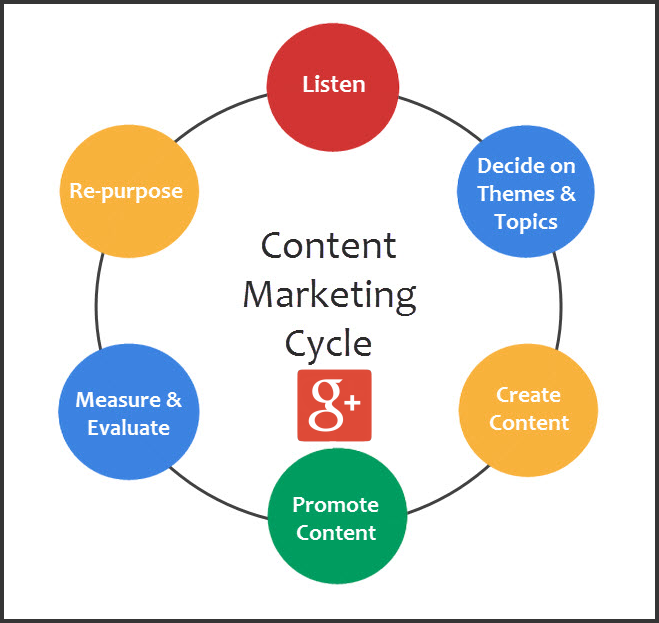 Listen
Decide on
Themes &
Topics
Create
Content
Promote
Content
Measure &
Evaluate
Re-purpose
Content
Marketing
Cycle
g+